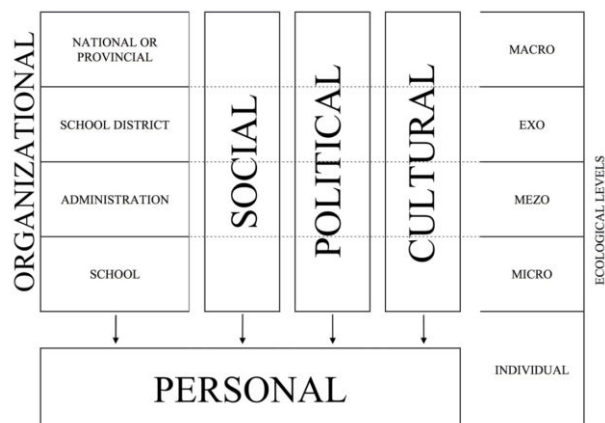 ORGANIZATIONAL
NATIONAL OR
PROVINCIAL
SCHOOL DISTRICT
ADMINISTRATION
SCHOOL
SOCIAL
POLITICAL
CULTURAL
MACRO
EXO
MEZO
MICRO
INDIVIDUAL
ECOLOGICAL LEVELS
PERSONAL